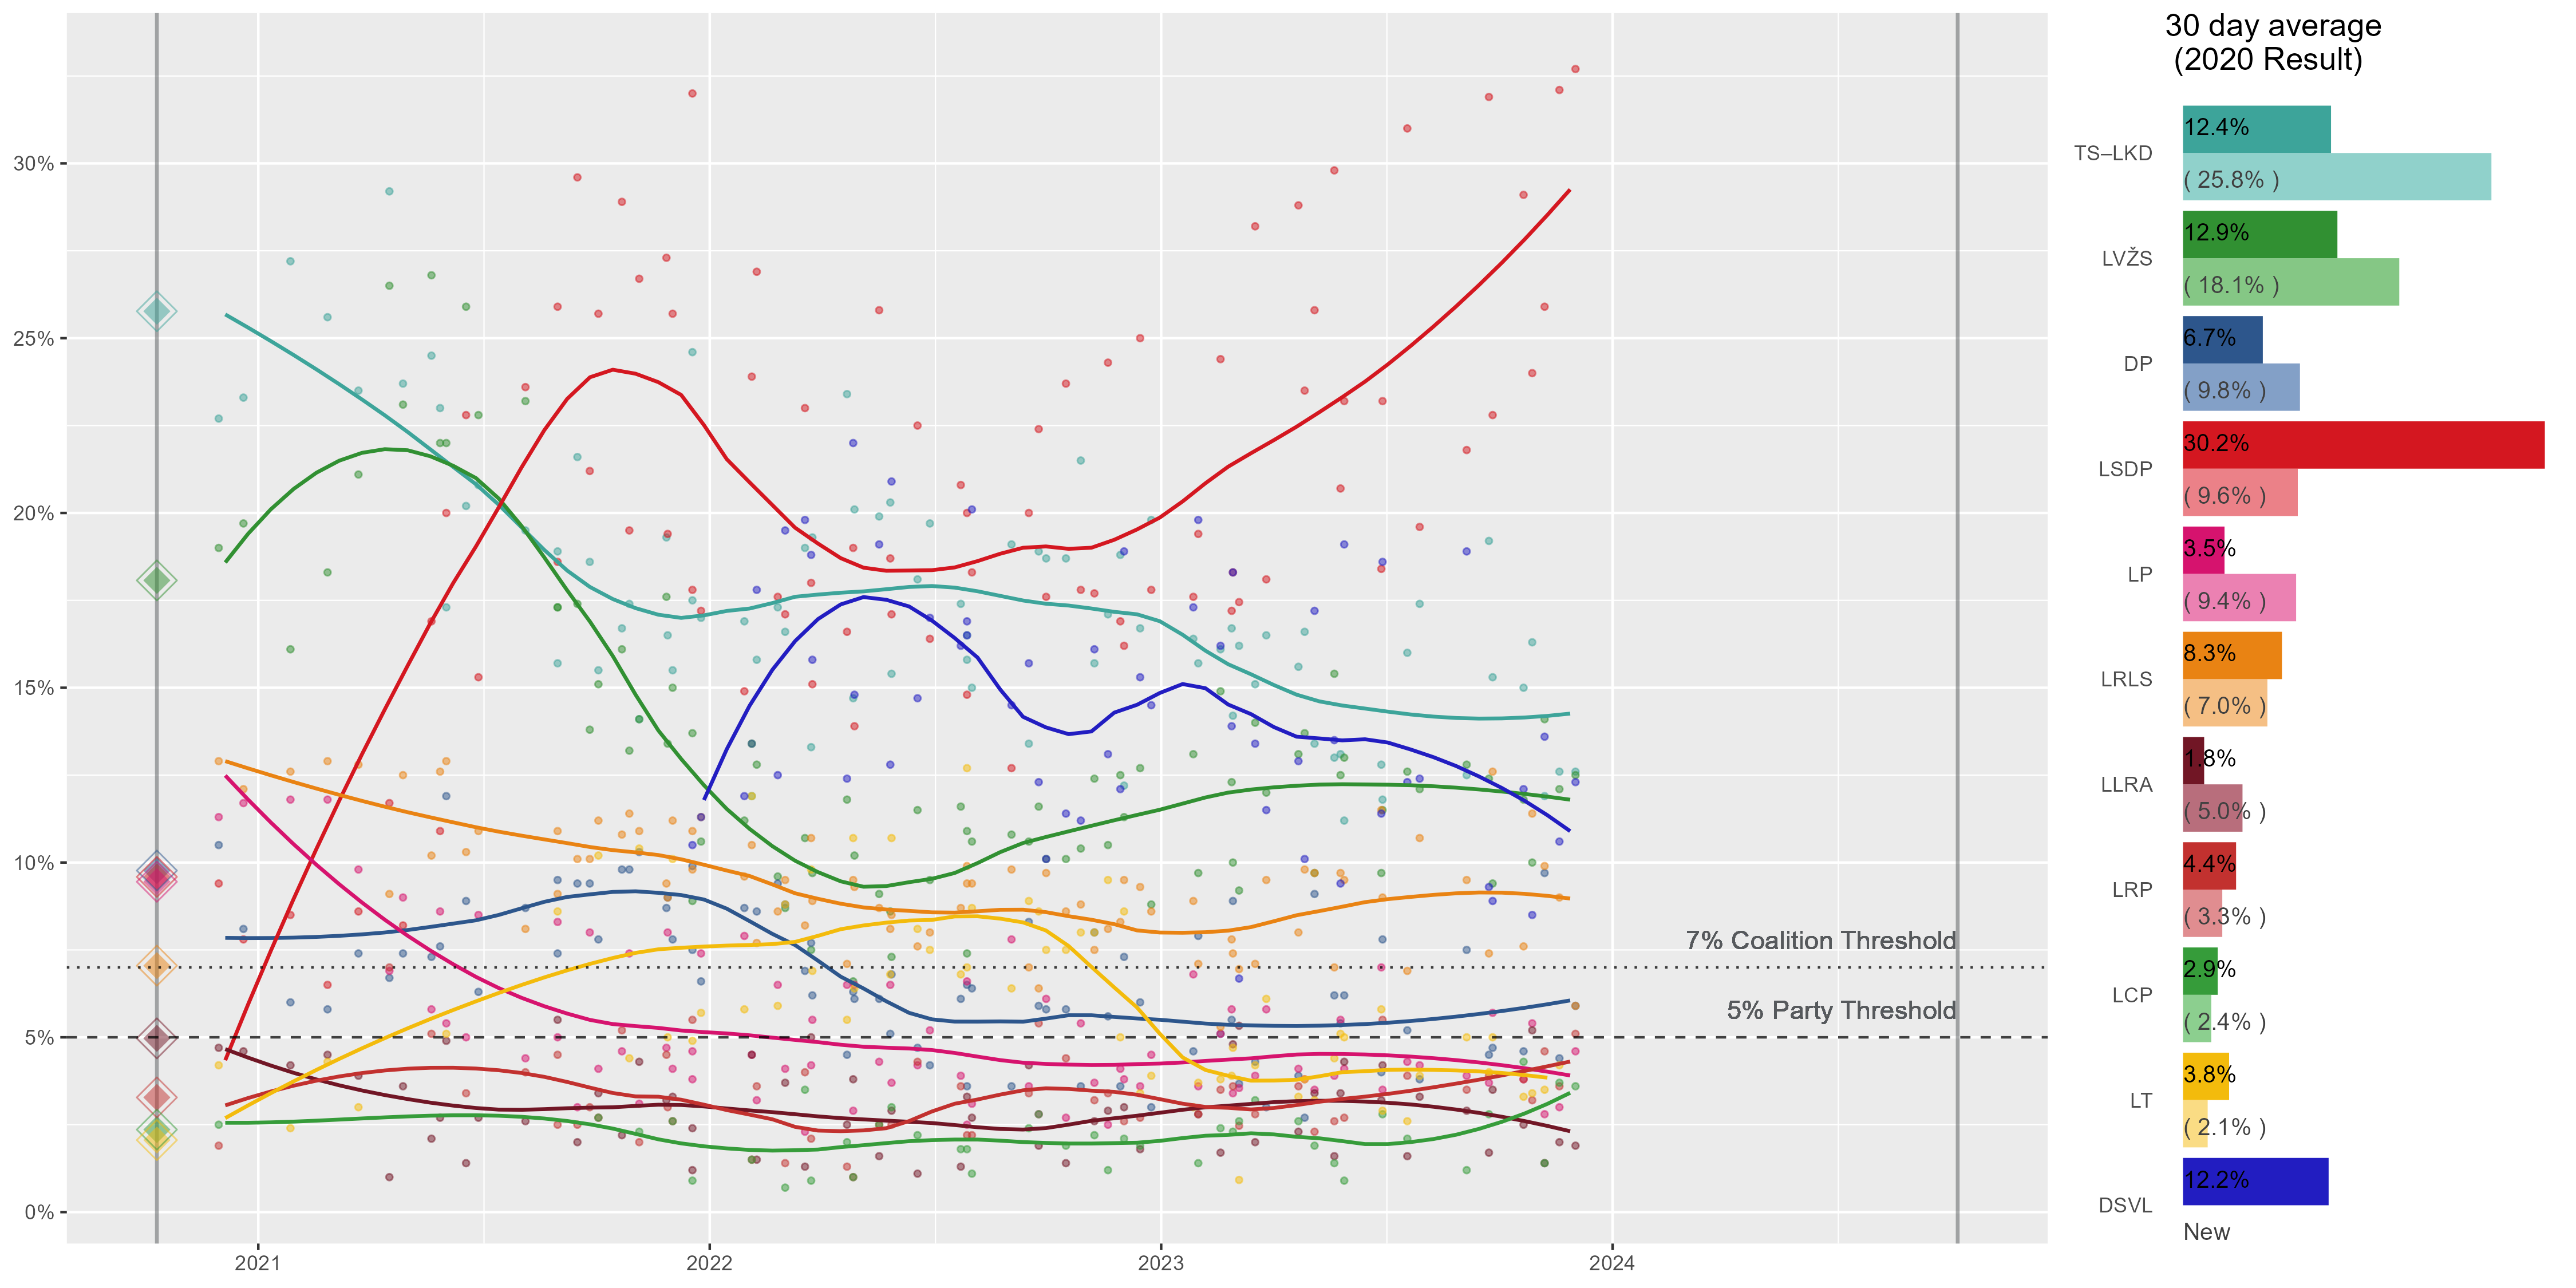 30 day average
(2020 Result)
30%
25%
20%
15%
10%
5%
0%
7% Coalition Threshold
5% Party Threshold
2021
2022
2023
2024
TS–LKD
12.4%
( 25.8% )
LVŽS
12.9%
( 18.1% )
DP
6.7%
( 9.8% )
LSDP
30.2%
( 9.6% )
LP
3.5%
( 9.4% )
LRLS
8.3%
( 7.0% )
LLRA
1.8%
( 5.0% )
LRP
4.4%
( 3.3% )
LCP
2.9%
( 2.4% )
LT
3.8%
( 2.1% )
DSVL
12.2%
New